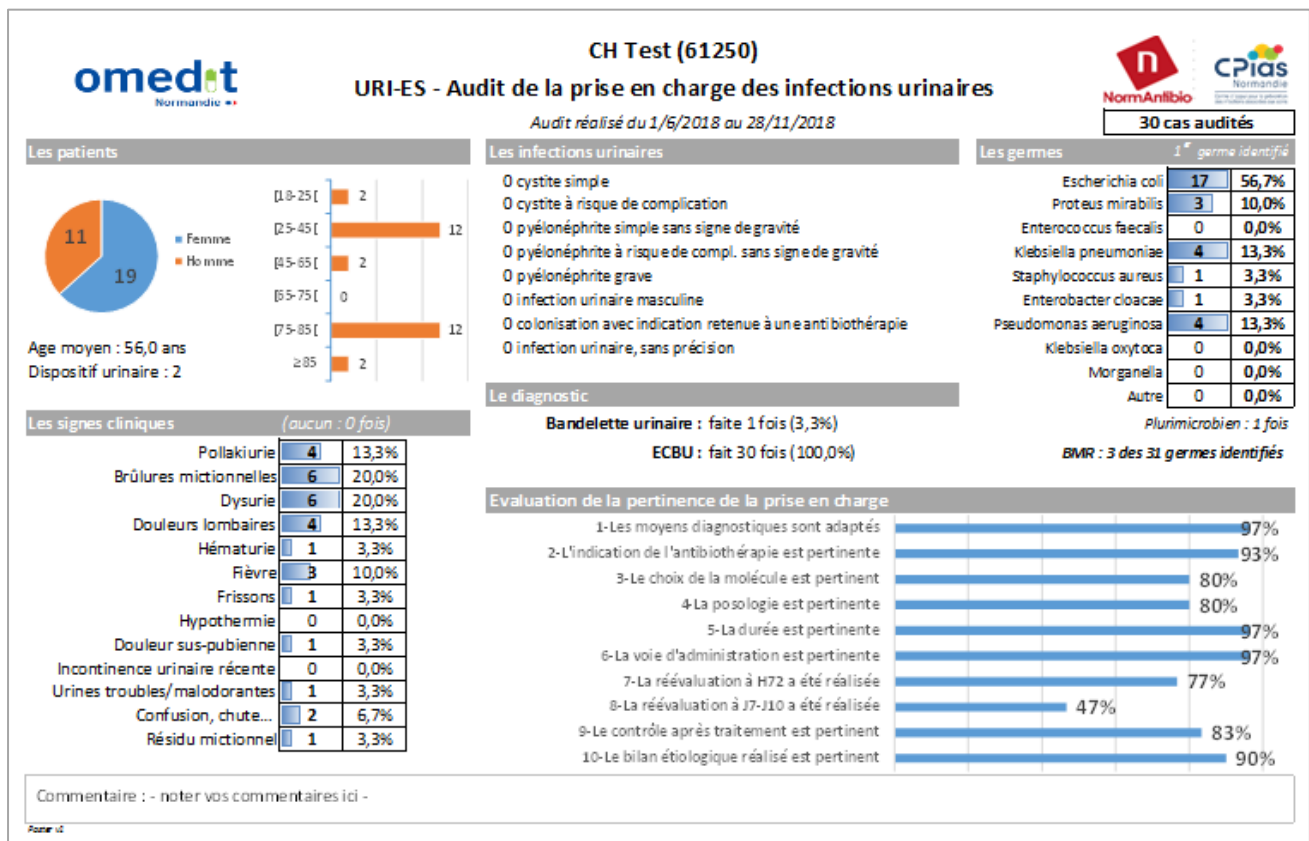 CH Test (61250)
omedit
Normandie
URI-ES - Audit de la prise en charge des infections urinaires
n
NormAntibio
CPias
Normandie
Audit réalisé du 1/6/2018 au 28/11/2018
30 cas audités
Les patients
11
19
Femme
Homme
[18-25 [ 2
[25-45 [ 12
[45-65 [ 2
[65-75 [ 0
[75-85 [ 12
≥85 2
Age moyen : 56,0 ans
Dispositif urinaire : 2
Les signes cliniques (aucun : 0 fois)
Pollakiurie 4 13,3%
Brûlures mictionnelles 6 20,0%
Dysurie 6 20,0%
Douleurs lombaires 4 13,3%
Hématurie 1 3,3%
Fièvre 3 10,0%
Frissons 1 3,3%
Hypothermie 0 0,0%
Douleur sus-pubienne 1 3,3%
Incontinence urinaire récente 0 0,0%
Urines troubles/malodorantes 1 3,3%
Confusion, chute... 2 6,7%
Résidu mictionnel 1 3,3%
Les infections urinaires
0 cystite simple
0 cystite à risque de complication
0 pyélonéphrite simple sans signe de gravité
0 pyélonéphrite à risque de compl. sans signe de gravité
0 pyélonéphrite grave
0 infection urinaire masculine
0 colonisation avec indication retenue à une antibiothérapie
0 infection urinaire, sans précision
Le diagnostic
Bandelette urinaire : faite 1 fois (3,3%)
ECBU : fait 30 fois (100,0%)
Les germes 1er germe identifié
Escherichia coli 17 56,7%
Proteus mirabilis 3 10,0%
Enterococcus faecalis 0 0,0%
Klebsiella pneumoniae 4 13,3%
Staphylococcus aureus 1 3,3%
Enterobacter cloacae 1 3,3%
Pseudomonas aeruginosa 4 13,3%
Klebsiella oxytoca 0 0,0%
Morganella 0 0,0%
Autre 0 0,0%
Plurimicrobien : 1 fois
BMR : 3 des 31 germes identifiés
Evaluation de la pertinence de la prise en charge
1-Les moyens diagnostiques sont adaptés 97%
2-L'indication de l'antibiothérapie est pertinente 93%
3-Le choix de la molécule est pertinent 80%
4-La posologie est pertinente 80%
5-La durée est pertinente 97%
6-La voie d'administration est pertinente 97%
7-La réévaluation à H72 a été réalisée 77%
8-La réévaluation à J7-J10 a été réalisée 47%
9-Le contrôle après traitement est pertinent 83%
10-Le bilan étiologique réalisé est pertinent 90%
Commentaire : - noter vos commentaires ici -